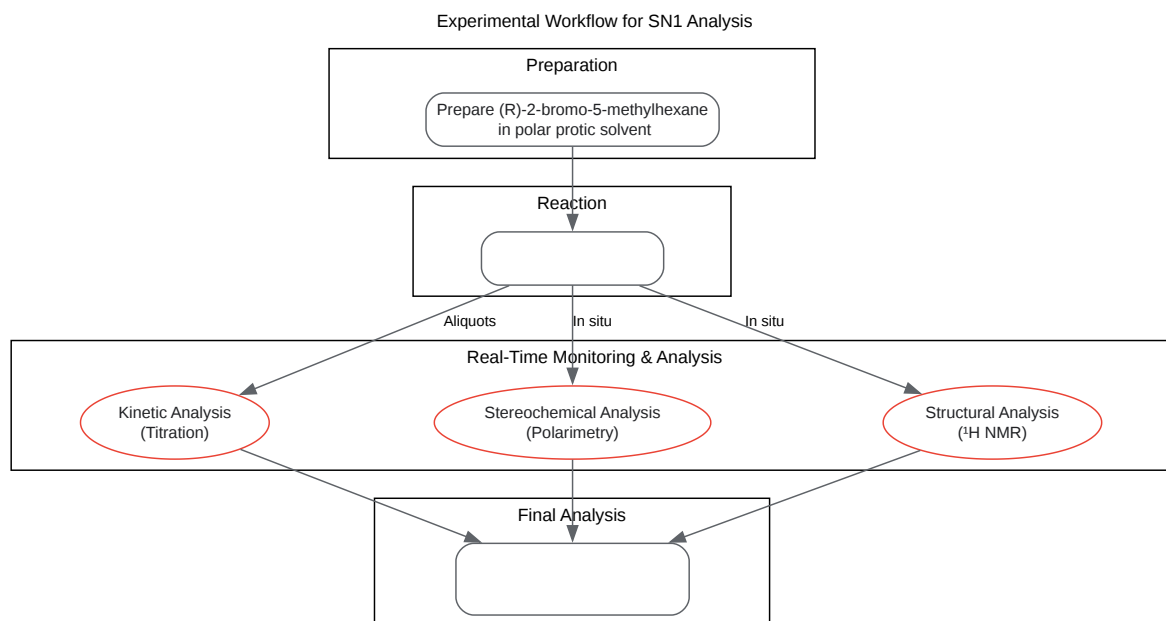 Experimental Workflow for SN1 Analysis
Preparation
Prepare (R)-2-bromo-5-methylhexane
in polar protic solvent
Reaction
Aliquots
In situ
In situ
Real-Time Monitoring & Analysis
Kinetic Analysis
(Titration)
Stereochemical Analysis
(Polarimetry)
Structural Analysis
(¹H NMR)
Final Analysis